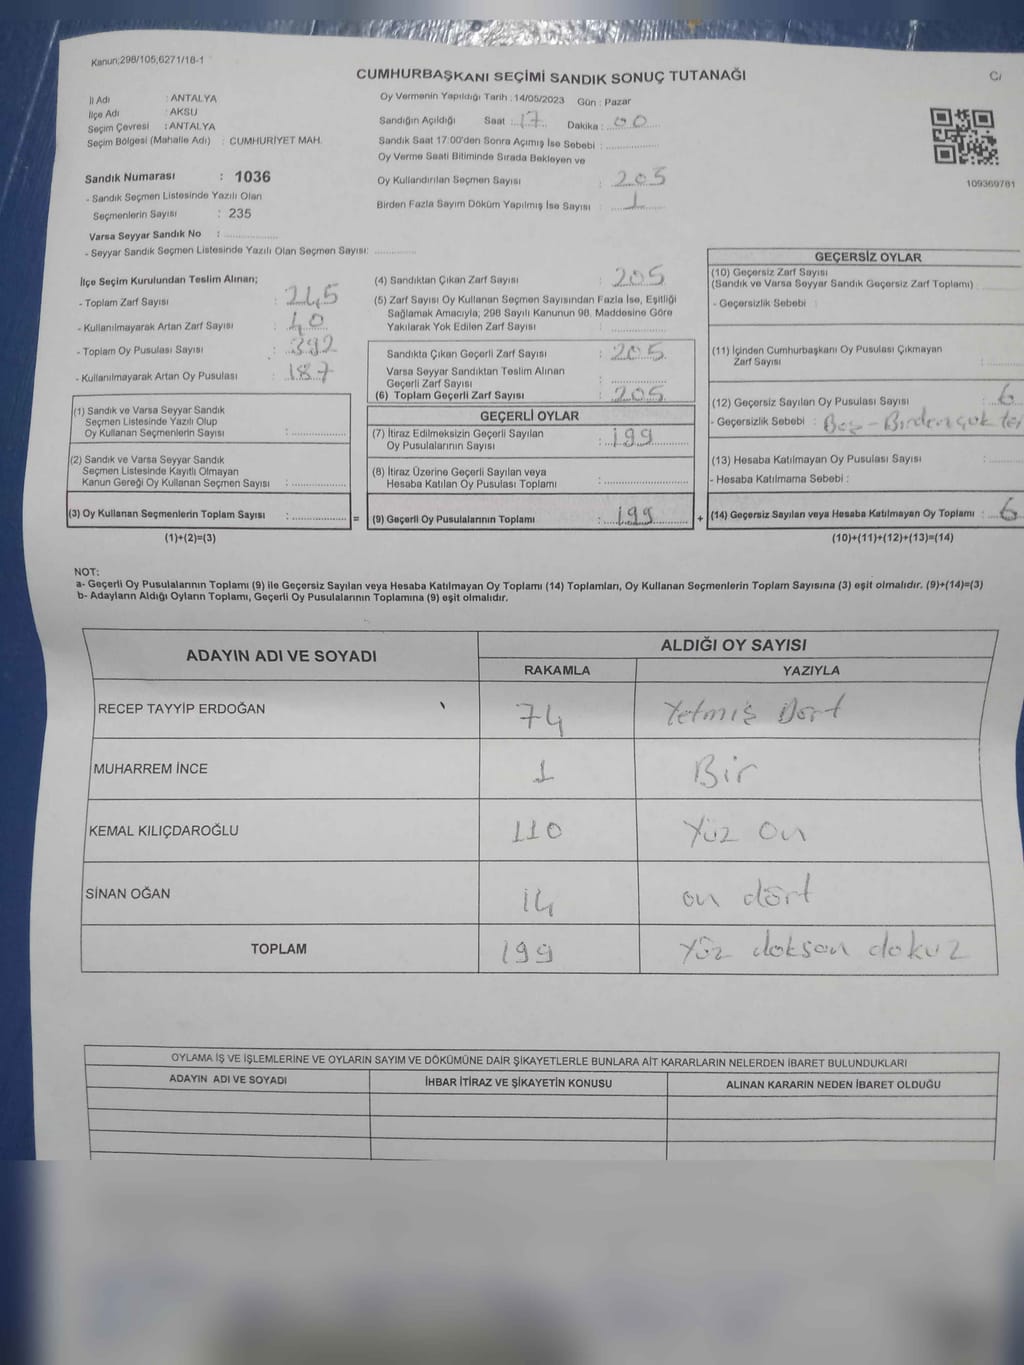 Kanun;298/105,6271/18-1
CUMHURBAŞKANI SEÇİMİ SANDIK SONUÇ TUTANAĞI
İl Adı : ANTALYA
İlçe Adı : AKSU
Seçim Çevresi : ANTALYA
Seçim Bölgesi (Mahalle Adı) : CUMHURİYET MAH.
Sandık Numarası : 1036
- Sandık Seçmen Listesinde Yazılı Olan
Seçmenlerin Sayısı : 235
Varsa Seyyar Sandık No :
- Seyyar Sandık Seçmen Listesinde Yazılı Olan Seçmen Sayısı:
Oy Vermenin Yapıldığı Tarih : 14/05/2023 Gün : Pazar
Sandığın Açıldığı Saat : 17 Dakika : 00
Sandık Saat 17:00'den Sonra Açımış İse Sebebi :
Oy Verme Saati Bitiminde Sırada Bekleyen ve
Oy Kullandırılan Seçmen Sayısı : 205
Birden Fazla Sayım Döküm Yapılmış İse Sayısı : 1
109369781
İlçe Seçim Kurulundan Teslim Alınan;
- Toplam Zarf Sayısı : 245
- Kullanılmayarak Artan Zarf Sayısı : 40
- Toplam Oy Pusulası Sayısı : 392
- Kullanılmayarak Artan Oy Pusulası : 187
(1) Sandık ve Varsa Seyyar Sandık
Seçmen Listesinde Yazılı Olup
Oy Kullanan Seçmenlerin Sayısı :
(2) Sandık ve Varsa Seyyar Sandık
Seçmen Listesinde Kayıtlı Olmayan
Kanun Gereği Oy Kullanan Seçmen Sayısı :
(3) Oy Kullanan Seçmenlerin Toplam Sayısı :
(1)+(2)=(3)
(4) Sandıktan Çıkan Zarf Sayısı : 205
(5) Zarf Sayısı Oy Kullanan Seçmen Sayısından Fazla İse, Eşitliği
Sağlamak Amacıyla, 298 Sayılı Kanunun 98. Maddesine Göre
Yakılarak Yok Edilen Zarf Sayısı :
Sandıkta Çıkan Geçerli Zarf Sayısı : 205
Varsa Seyyar Sandıktan Teslim Alınan
Geçerli Zarf Sayısı :
(6) Toplam Geçerli Zarf Sayısı : 205
GEÇERLİ OYLAR
(7) İtiraz Edilmeksizin Geçerli Sayılan
Oy Pusulalarının Sayısı : 199
(8) İtiraz Üzerine Geçerli Sayılan veya
Hesaba Katılan Oy Pusulası Toplamı :
= (9) Geçerli Oy Pusulalarının Toplamı : 199
GEÇERSİZ OYLAR
(10) Geçersiz Zarf Sayısı
(Sandık ve Varsa Seyyar Sandık Geçersiz Zarf Toplamı) :
- Geçersizlik Sebebi :
(11) İçinden Cumhurbaşkanı Oy Pusulası Çıkmayan
Zarf Sayısı :
(12) Geçersiz Sayılan Oy Pusulası Sayısı : 6
- Geçersizlik Sebebi : Boş - Birden çok
(13) Hesaba Katılmayan Oy Pusulası Sayısı :
- Hesaba Katılmama Sebebi :
+ (14) Geçersiz Sayılan veya Hesaba Katılmayan Oy Toplamı : 6
(10)+(11)+(12)+(13)=(14)
NOT:
a- Geçerli Oy Pusulalarının Toplamı (9) ile Geçersiz Sayılan veya Hesaba Katılmayan Oy Toplamı (14) Toplamları, Oy Kullanan Seçmenlerin Toplam Sayısına (3) eşit olmalıdır. (9)+(14)=(3)
b- Adayların Aldığı Oyların Toplamı, Geçerli Oy Pusulalarının Toplamına (9) eşit olmalıdır.
ADAYIN ADI VE SOYADI ALDIĞI OY SAYISI
RAKAMLA YAZIYLA
RECEP TAYYİP ERDOĞAN 74 Yetmiş Dört
MUHARREM İNCE 1 Bir
KEMAL KILIÇDAROĞLU 110 Yüz On
SİNAN OĞAN 14 on dört
TOPLAM 199 Yüz doksan dokuz
OYLAMA İŞ VE İŞLEMLERİNE VE OYLARIN SAYIM VE DÖKÜMÜNE DAİR ŞİKAYETLERLE BUNLARA AİT KARARLARIN NELERDEN İBARET BULUNDUKLARI
ADAYIN ADI VE SOYADI İHBAR İTİRAZ VE ŞİKAYETİN KONUSU ALINAN KARARIN NEDEN İBARET OLDUĞU